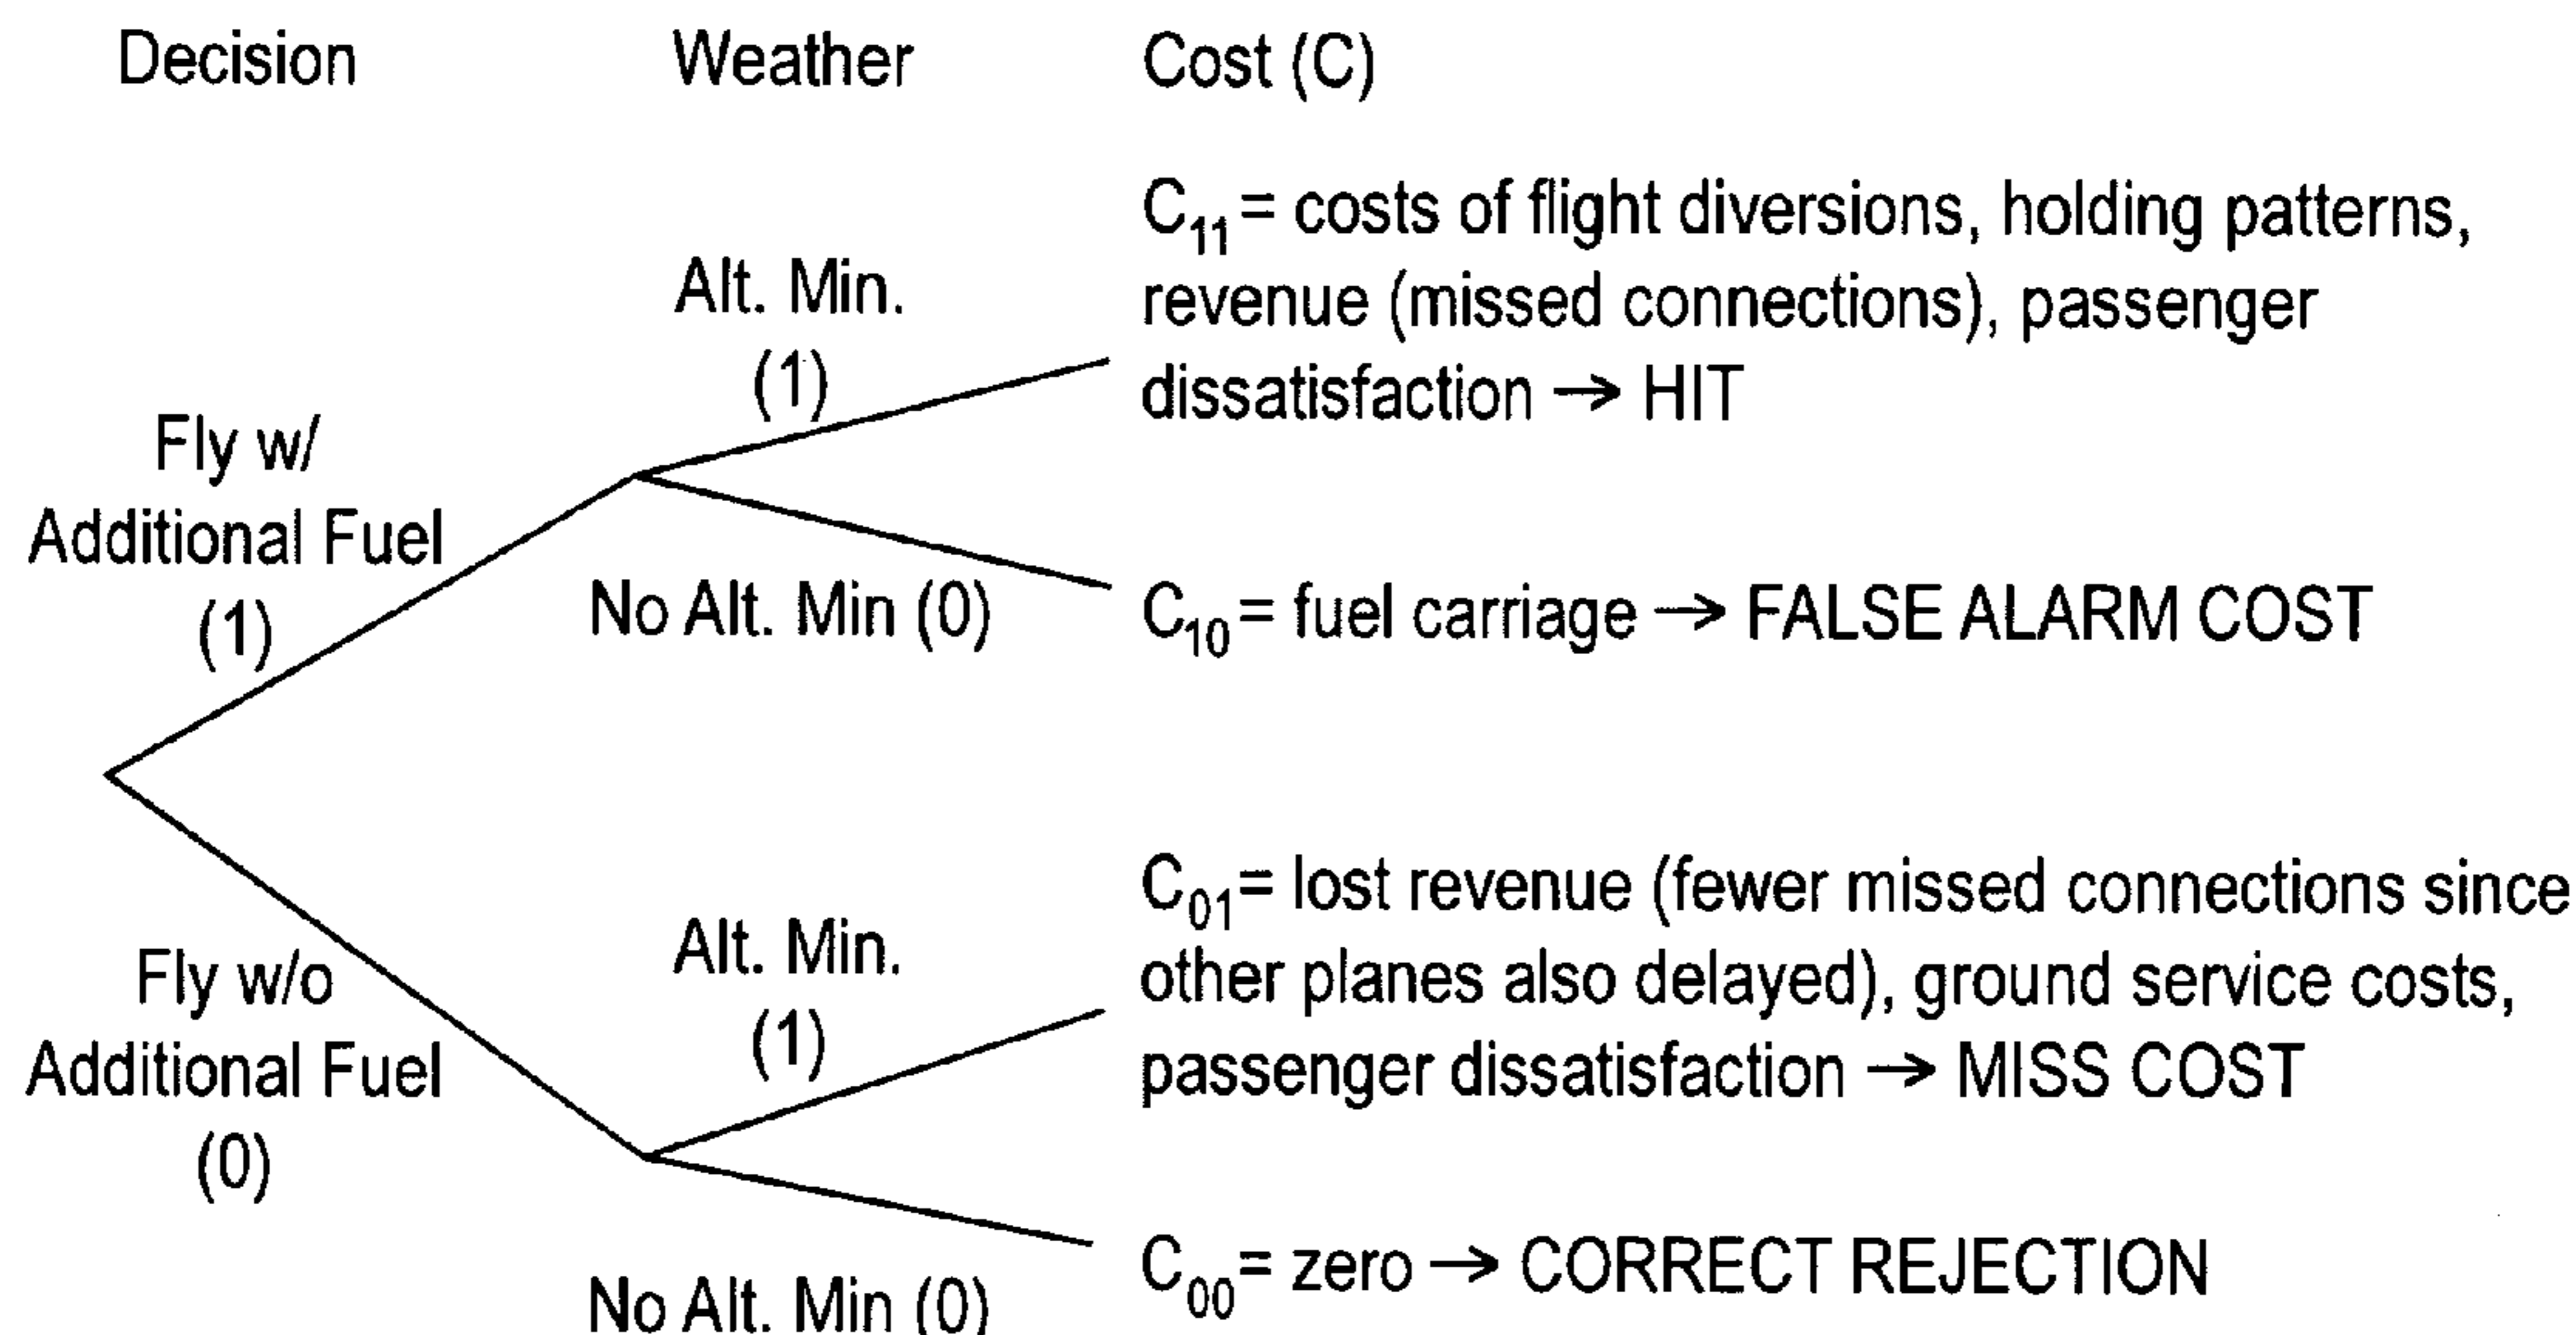 Decision Weather Cost (C)
C₁₁ = costs of flight diversions, holding patterns,
revenue (missed connections), passenger
dissatisfaction → HIT
Alt. Min.
(1)
Fly w/
Additional Fuel
(1)
No Alt. Min (0)
C₁₀ = fuel carriage → FALSE ALARM COST
C₀₁ = lost revenue (fewer missed connections since
other planes also delayed), ground service costs,
passenger dissatisfaction → MISS COST
Alt. Min.
(1)
Fly w/o
Additional Fuel
(0)
No Alt. Min (0)
C₀₀ = zero → CORRECT REJECTION